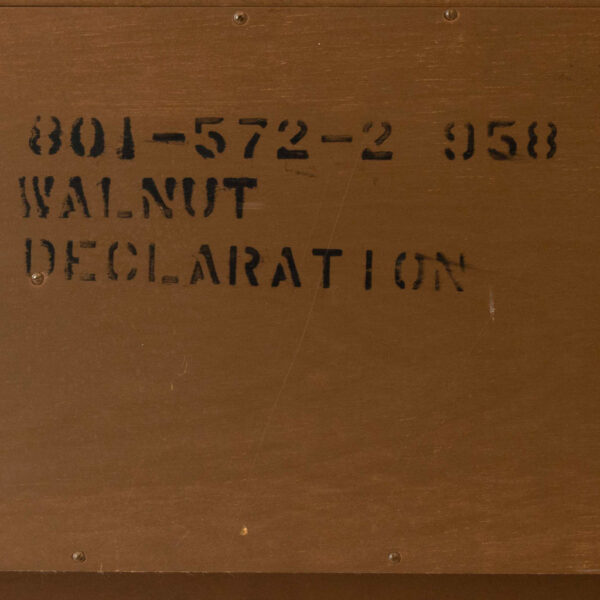 801-572-2 958
WALNUT
DECLARATION